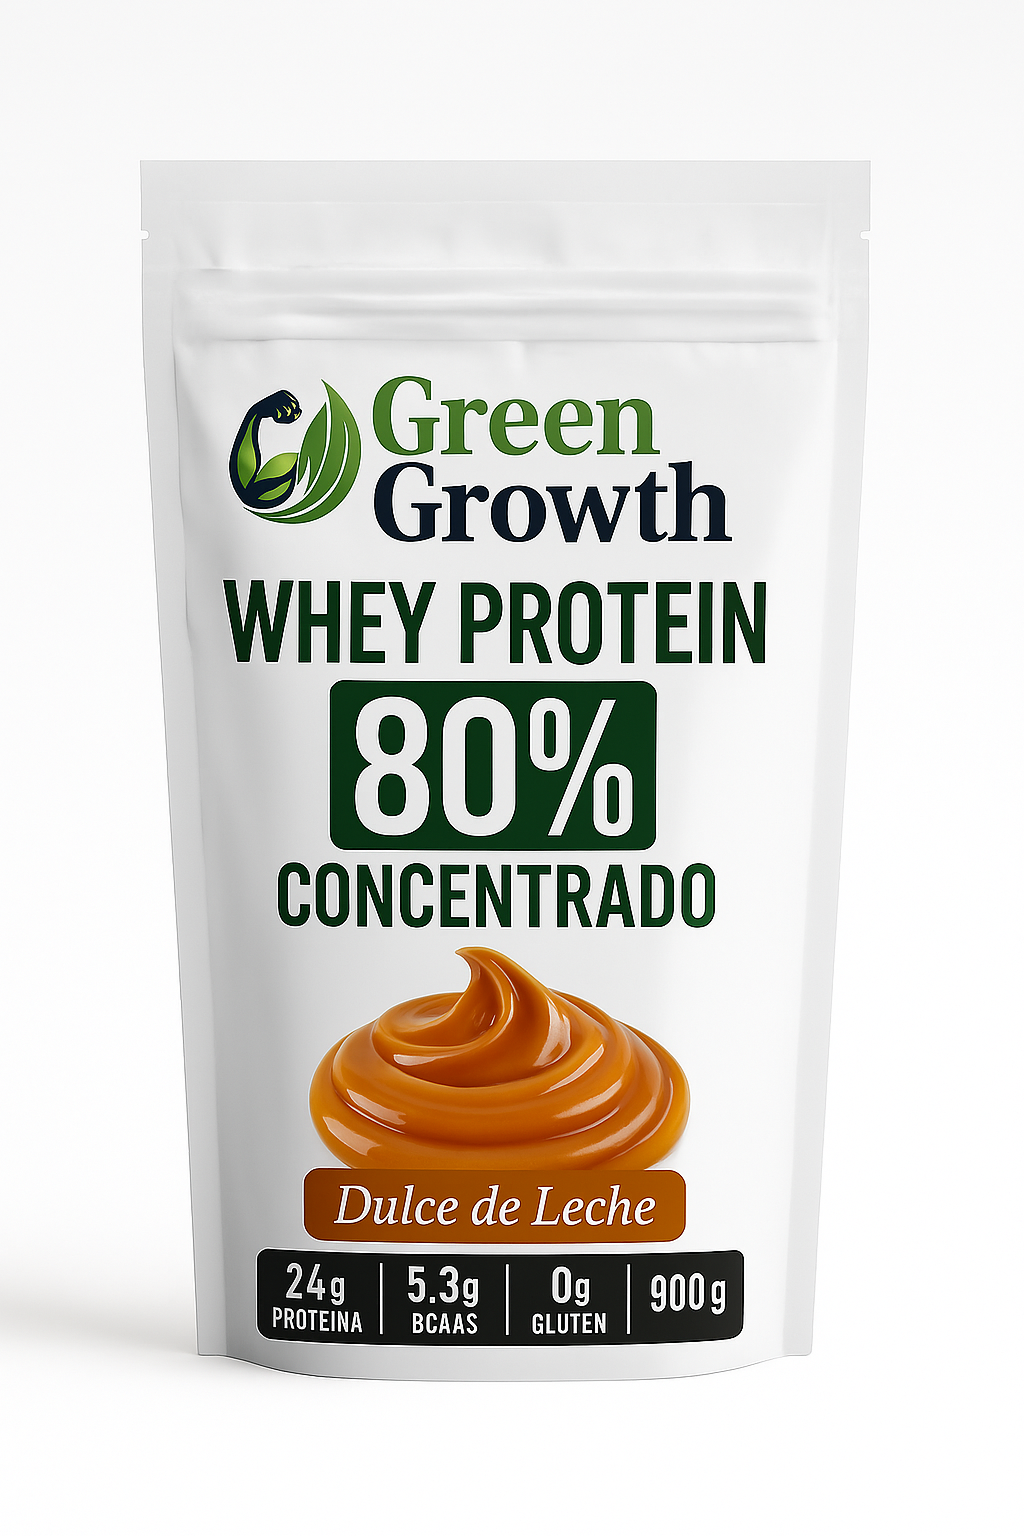 Green
Growth
WHEY PROTEIN
80%
CONCENTRADO
Dulce de Leche
24g PROTEINA
5.3g BCAAS
0g GLUTEN
900g